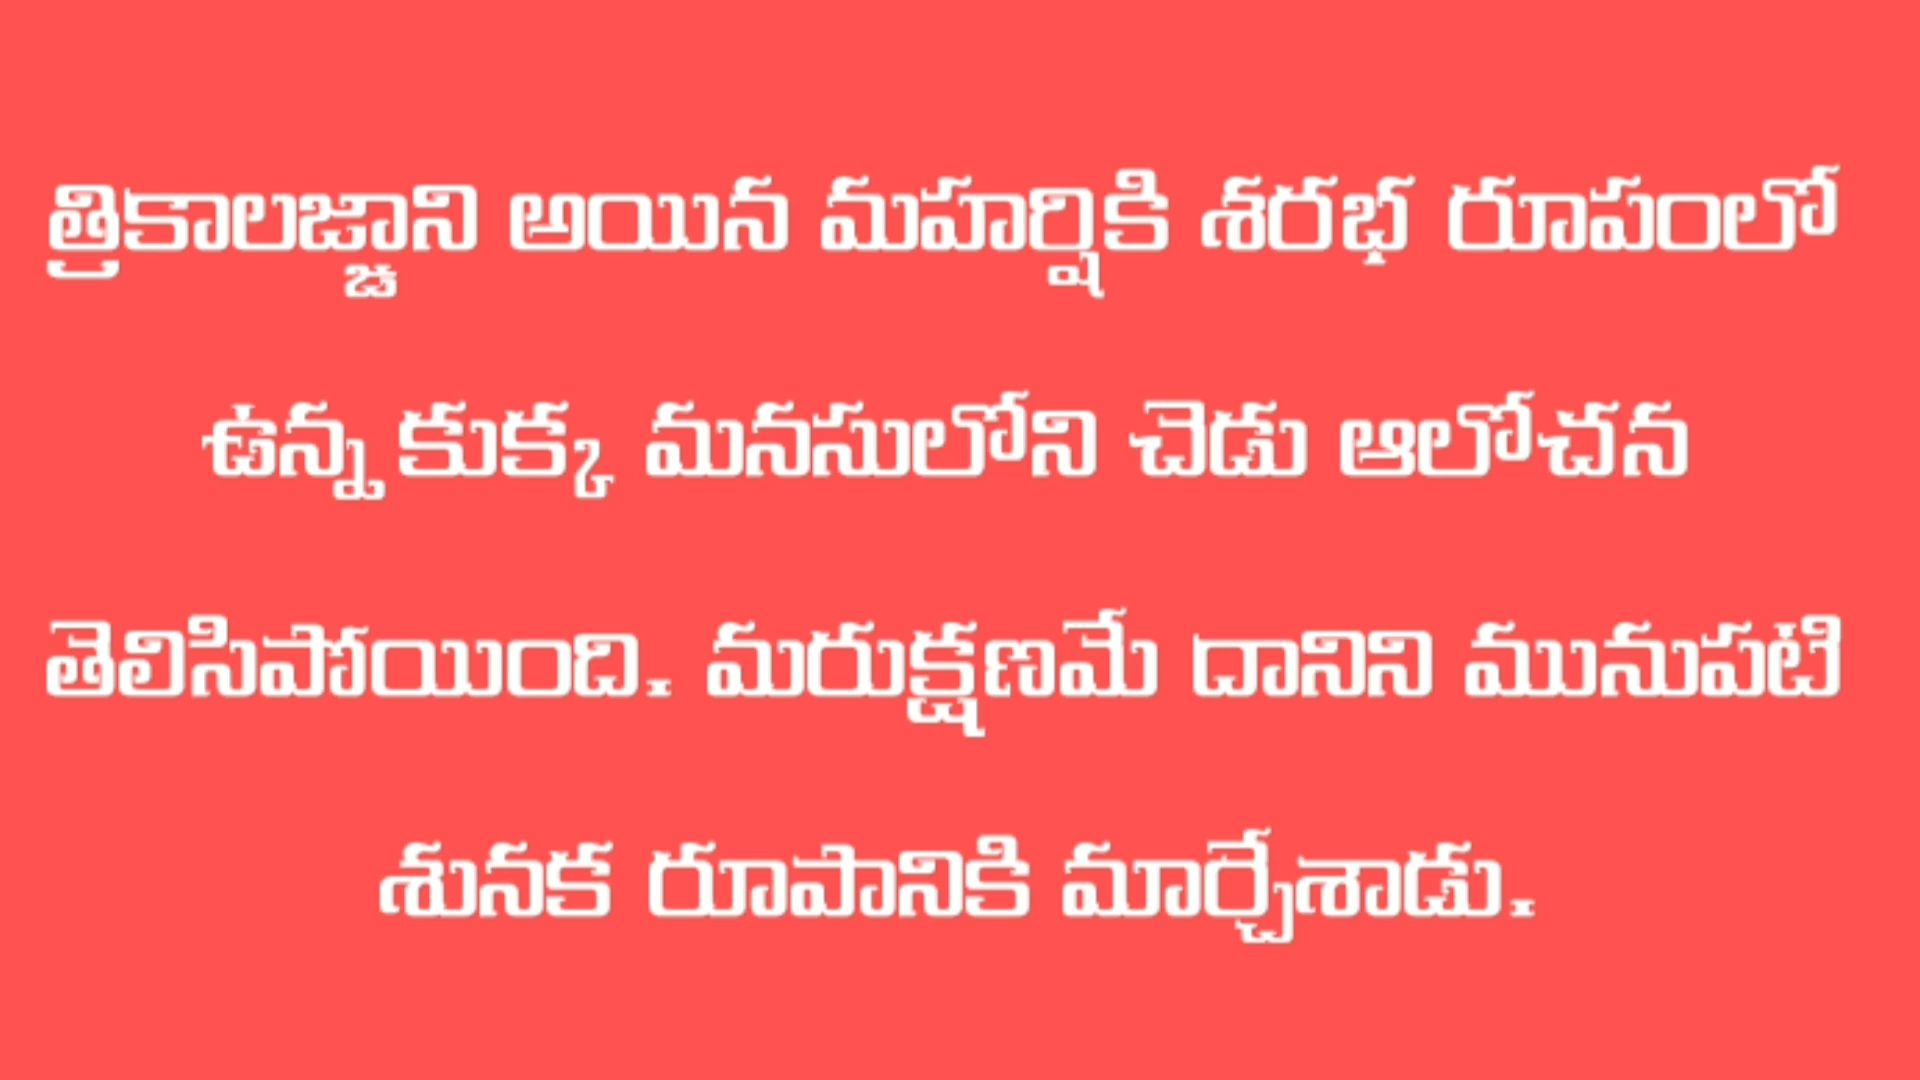 త్రికాలజ్ఞాని అయిన మహర్షికి శరభ రూపంలో
ఉన్న కుక్క మనసులోని చెడు ఆలోచన
తెలిసిపోయింది. మరుక్షణమే దానిని మునుపటి
శునక రూపానికి మార్చేశాడు.